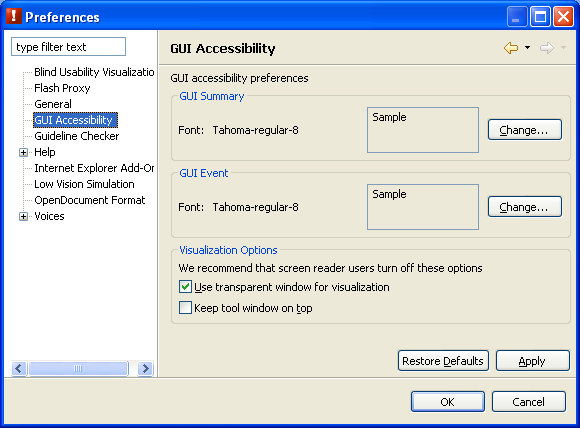 Preferences
type filter text
GUI Accessibility
Blind Usability Visualizatio
Flash Proxy
General
GUI Accessibility
Guideline Checker
Help
Internet Explorer Add-Or
Low Vision Simulation
OpenDocument Format
Voices
GUI accessibility preferences
GUI Summary
Font: Tahoma-regular-8
Sample
Change...
GUI Event
Font: Tahoma-regular-8
Sample
Change...
Visualization Options
We recommend that screen reader users turn off these options
Use transparent window for visualization
Keep tool window on top
Restore Defaults
Apply
OK
Cancel